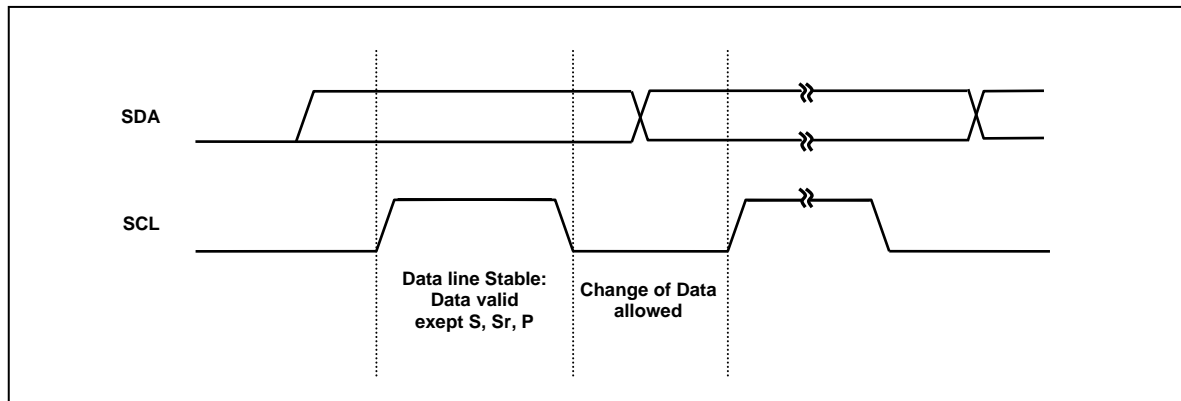 SDA
SCL
Data line Stable:
Data valid
exept S, Sr, P
Change of Data
allowed